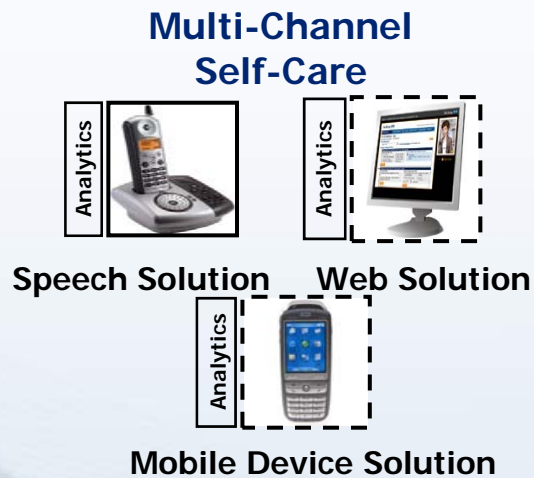 Multi-Channel
Self-Care
Analytics
Analytics
Speech Solution
Web Solution
Analytics
Mobile Device Solution